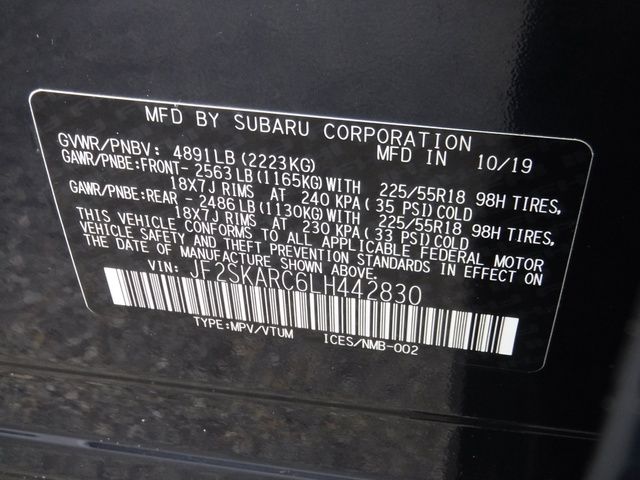 MFD BY SUBARU CORPORATION MFD IN 10/19
GVWR/PNBV: 4891LB(2223KG)
GAWR/PNBE:FRONT- 2563LB(1165KG)WITH 225/55R18 98H TIRES,
18X7J RIMS AT 240 KPA( 35 PSI)COLD
GAWR/PNBE:REAR - 2486LB(1130KG)WITH 225/55R18 98H TIRES,
18X7J RIMS AT 230 KPA( 33 PSI)COLD
THIS VEHICLE CONFORMS TO ALL APPLICABLE FEDERAL MOTOR
VEHICLE SAFETY AND THEFT PREVENTION STANDARDS IN EFFECT ON
THE DATE OF MANUFACTURE SHOWN ABOVE.
VIN: JF2SKARC6LH442830
TYPE:MPV/VTUM ICES/NMB-002